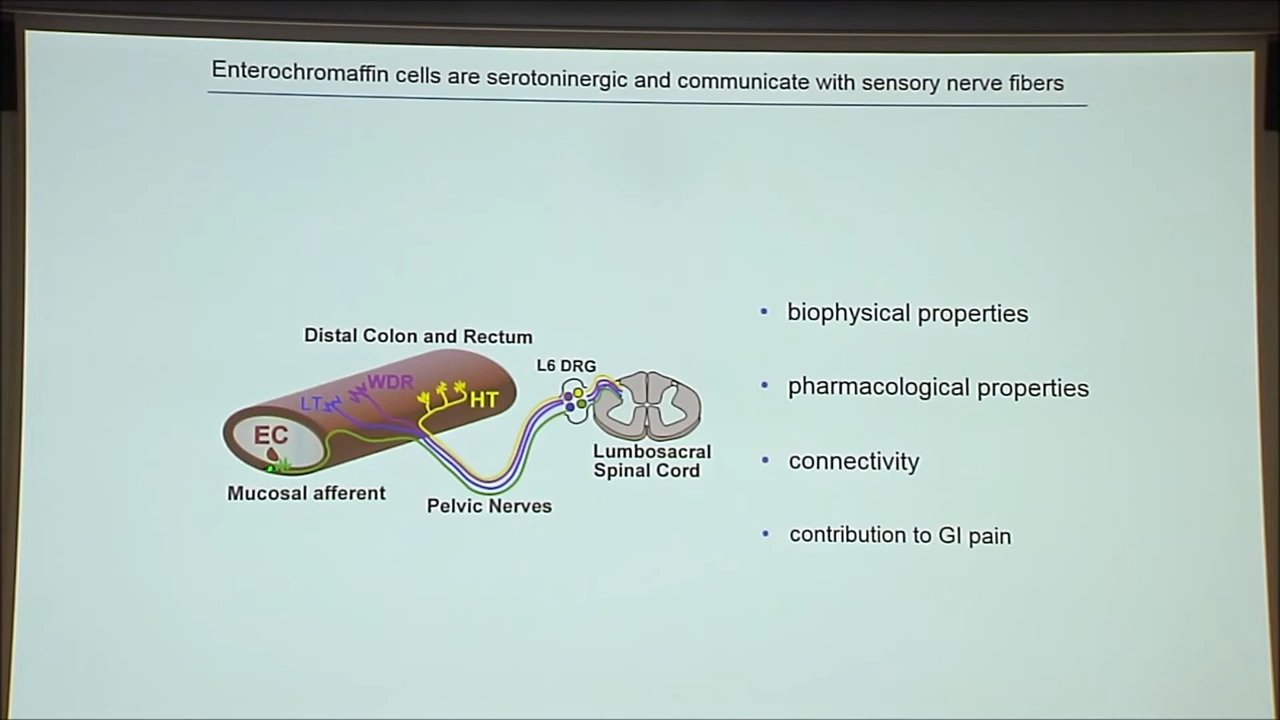 Enterochromaffin cells are serotoninergic and communicate with sensory nerve fibers
Distal Colon and Rectum
L6 DRG
WDR
LT
HT
EC
Lumbosacral
Spinal Cord
Mucosal afferent
Pelvic Nerves
• biophysical properties
• pharmacological properties
• connectivity
• contribution to GI pain